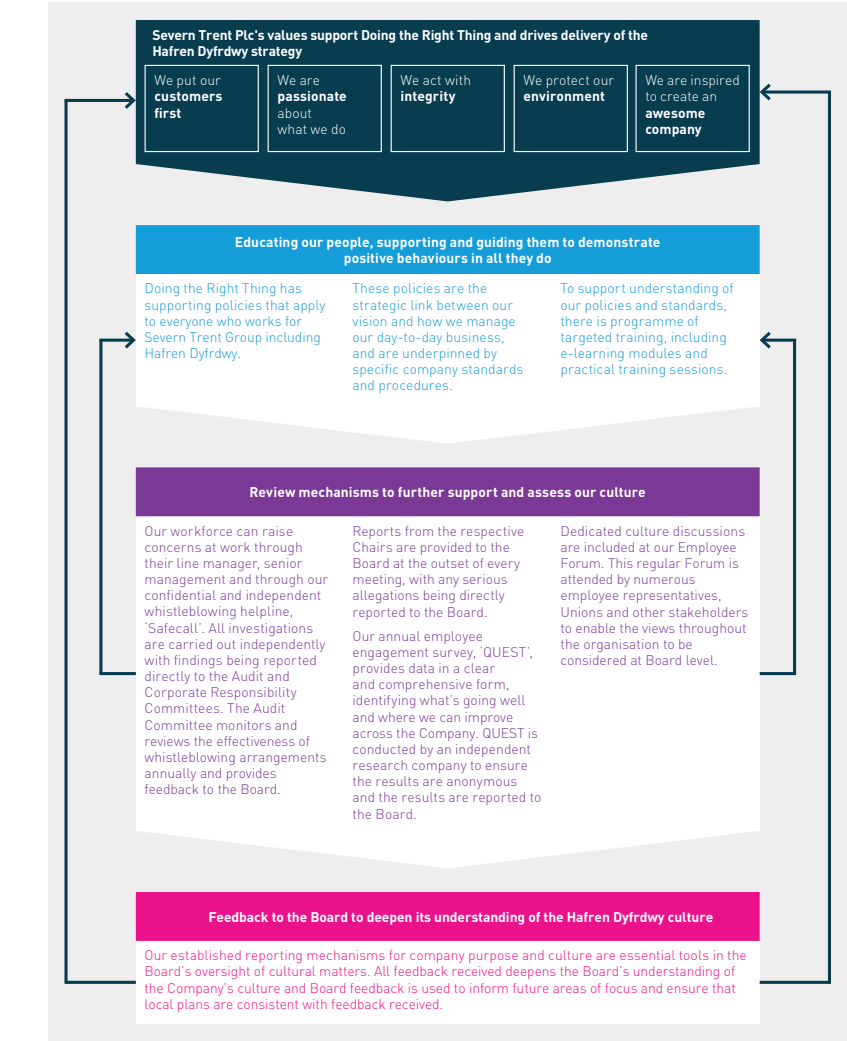 Severn Trent Plc's values support Doing the Right Thing and drives delivery of the
Hafren Dyfrdwy strategy
We put our
customers
first
We are
passionate
about
what we do
We act with
integrity
We protect our
environment
We are inspired
to create an
awesome
company
Educating our people, supporting and guiding them to demonstrate
positive behaviours in all they do
Doing the Right Thing has
supporting policies that apply
to everyone who works for
Severn Trent Group including
Hafren Dyfrdwy.
These policies are the
strategic link between our
vision and how we manage
our day-to-day business,
and are underpinned by
specific company standards
and procedures.
To support understanding of
our policies and standards,
there is programme of
targeted training, including
e-learning modules and
practical training sessions.
Review mechanisms to further support and assess our culture
Our workforce can raise
concerns at work through
their line manager, senior
management and through our
confidential and independent
whistleblowing helpline,
‘Safecall’. All investigations
are carried out independently
with findings being reported
directly to the Audit and
Corporate Responsibility
Committees. The Audit
Committee monitors and
reviews the effectiveness of
whistleblowing arrangements
annually and provides
feedback to the Board.
Reports from the respective
Chairs are provided to the
Board at the outset of every
meeting, with any serious
allegations being directly
reported to the Board.
Our annual employee
engagement survey, ‘QUEST’,
provides data in a clear
and comprehensive form,
identifying what's going well
and where we can improve
across the Company. QUEST is
conducted by an independent
research company to ensure
the results are anonymous
and the results are reported to
the Board.
Dedicated culture discussions
are included at our Employee
Forum. This regular Forum is
attended by numerous
employee representatives,
Unions and other stakeholders
to enable the views throughout
the organisation to be
considered at Board level.
Feedback to the Board to deepen its understanding of the Hafren Dyfrdwy culture
Our established reporting mechanisms for company purpose and culture are essential tools in the
Board's oversight of cultural matters. All feedback received deepens the Board's understanding of
the Company's culture and Board feedback is used to inform future areas of focus and ensure that
local plans are consistent with feedback received.